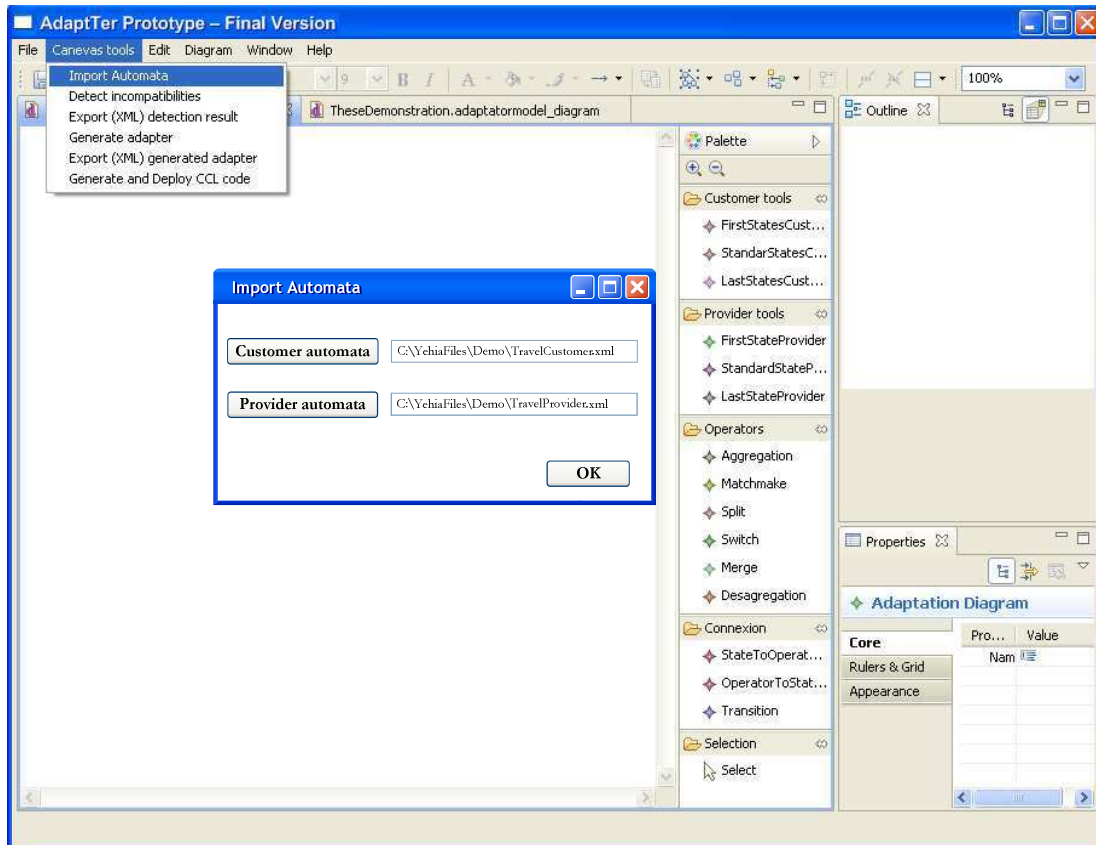 AdaptTer Prototype – Final Version
File Canevas tools Edit Diagram Window Help
Import Automata
Detect incompatibilities
Export (XML) detection result
Generate adapter
Export (XML) generated adapter
Generate and Deploy CCL code
9 B I A 100%
TheseDemonstration.adaptatormodel_diagram
Import Automata
Customer automata C:\YehiaFiles\Demo\TravelCustomer.xml
Provider automata C:\YehiaFiles\Demo\TravelProvider.xml
OK
Palette
Customer tools
FirstStatesCust...
StandarStatesC...
LastStatesCust...
Provider tools
FirstStateProvider
StandardStateP...
LastStateProvider
Operators
Aggregation
Matchmake
Split
Switch
Merge
Desagregation
Connexion
StateToOperat...
OperatorToStat...
Transition
Selection
Select
Outline
Properties
Adaptation Diagram
Core
Rulers & Grid
Appearance
Pro... Value
Nam